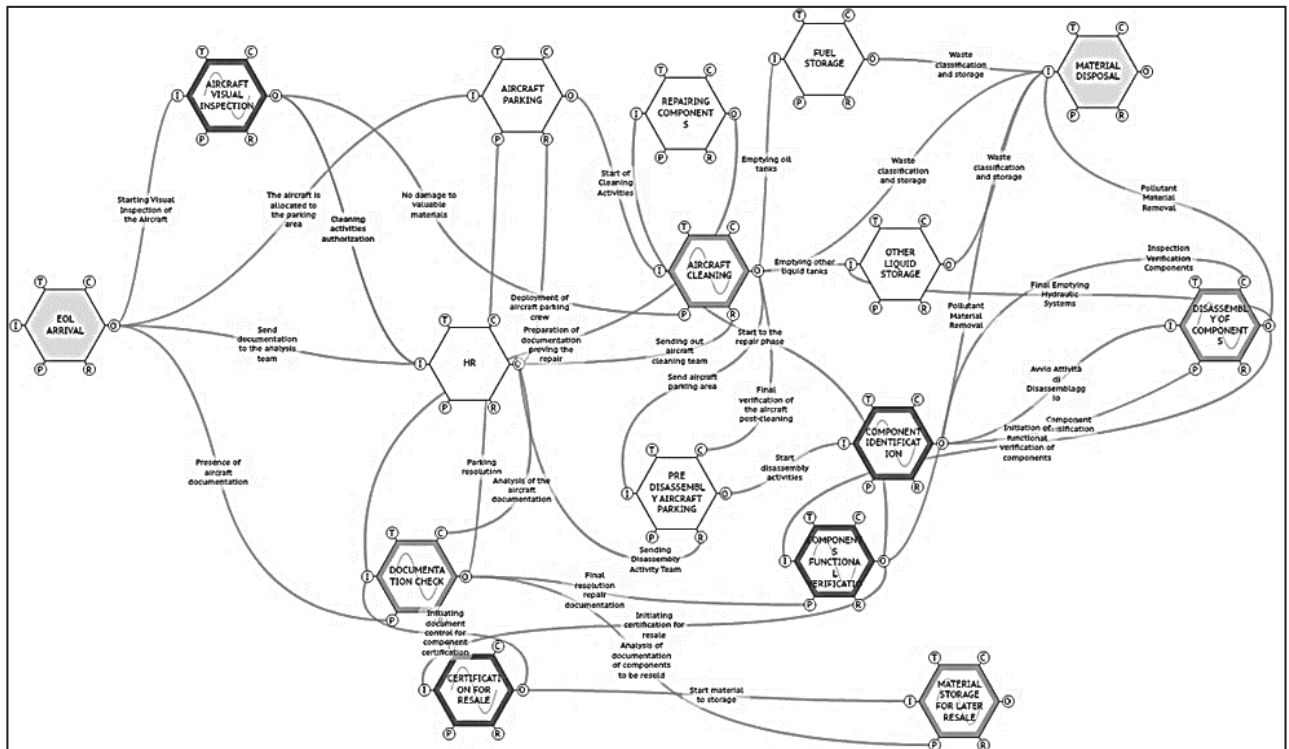 T C
AIRCRAFT
VISUAL
INSPECTION
I O
P R
T C
AIRCRAFT
PARKING
I O
P R
T C
REPAIRING
COMPONENT
S
I O
P R
T C
FUEL
STORAGE
I O
P R
Waste
classification
and storage
T C
MATERIAL
DISPOSAL
I O
P R
Starting Visual
Inspection of
the Aircraft
The aircraft is
allocated to
the parking
area
Cleaning
activities
authorization
No damage to
valuable
materials
Start of
Cleaning
Activities
Emptying oil
tanks
Waste
classification
and storage
Waste
classification
and storage
Pollutant
Material
Removal
T C
AIRCRAFT
CLEANING
I O
P R
Emptying other
liquid tanks
T C
OTHER
LIQUID
STORAGE
I O
P R
Inspection
Verification
Components
Final Emptying
Hydraulic
Systems
T C
DISASSEMBL
Y OF
COMPONENT
S
I O
P R
T C
EOL
ARRIVAL
I O
P R
Send
documentation
to the analysis
team
T C
HR
I O
P R
Deployment of
aircraft parking
crew
Preparation of
documentation
proving the
repair
Sending out
aircraft
cleaning team
Start to the
repair phase
Pollutant
Material
Removal
Send aircraft
parking area
Final
verification of
the aircraft
post-cleaning
Avvio Attività
di
Disassemblagg
io
T C
COMPONENT
IDENTIFICAT
ION
I O
P R
Component
Initiation of
functional
verification of
components
Presence of
aircraft
documentation
Parking
resolution
Analysis of the
aircraft
documentation
T C
PRE
DISASSEMBL
Y AIRCRAFT
PARKING
I O
P R
Start
disassembly
activities
Sending
Disassembly
Activity Team
T C
DOCUMENTA
TION CHECK
I O
P
Final
resolution
repair
documentation
T C
COMPONENT
S
FUNCTIONAL
I O
P R
Initiating
document
control for
component
certification
Initiating
certification for
resale
Analysis of
documentation
of components
to be resold
C
CERTIFICATI
ON FOR
RESALE
I O
P R
Start material
to storage
T C
MATERIAL
STORAGE
FOR LATER
RESALE
I O
P R